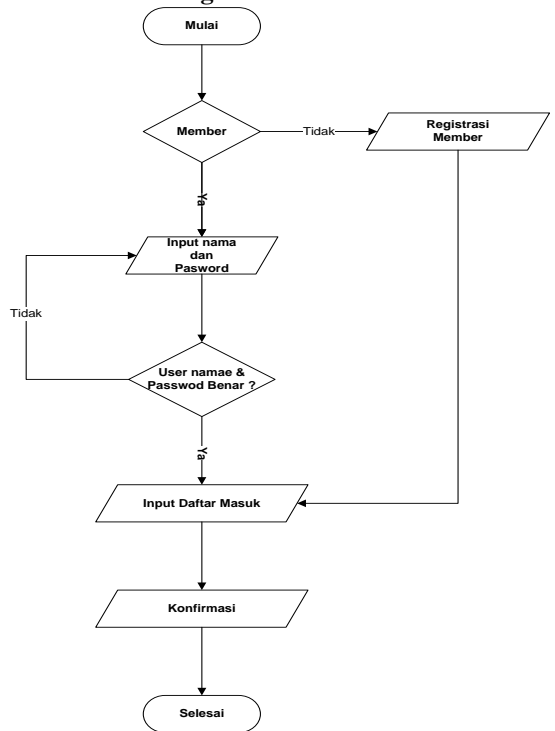 Mulai
Member
Tidak
Registrasi
Member
Ya
Input nama
dan
Pasword
Tidak
User namae &
Passwod Benar ?
Ya
Input Daftar Masuk
Konfirmasi
Selesai